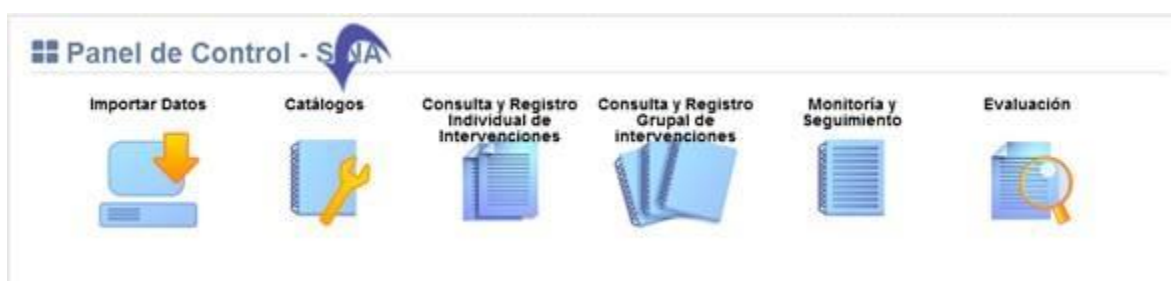 Panel de Control - S
Importar Datos
Catálogos
Consulta y Registro
Individual de
Intervenciones
Consulta y Registro
Grupal de
intervenciones
Monitoría y
Seguimiento
Evaluación